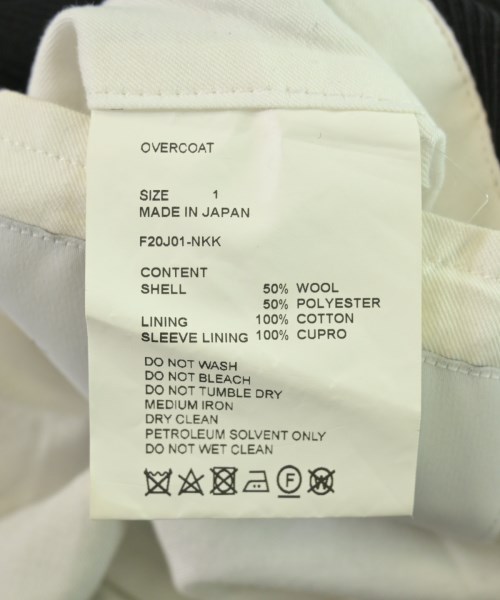 OVERCOAT
SIZE 1
MADE IN JAPAN
F20J01-NKK
CONTENT
SHELL 50% WOOL
50% POLYESTER
LINING 100% COTTON
SLEEVE LINING 100% CUPRO
DO NOT WASH
DO NOT BLEACH
DO NOT TUMBLE DRY
MEDIUM IRON
DRY CLEAN
PETROLEUM SOLVENT ONLY
DO NOT WET CLEAN
F W